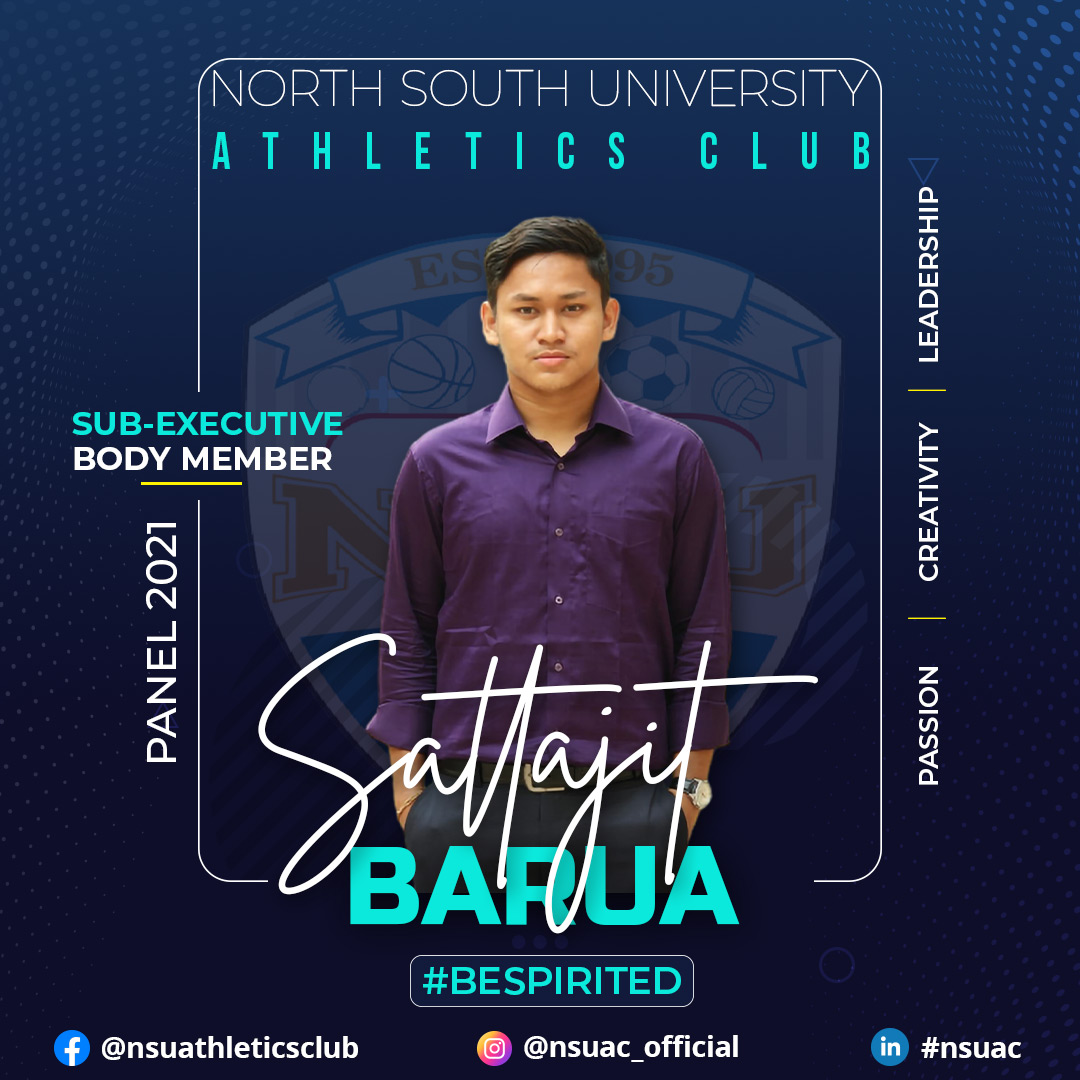 NORTH SOUTH UNIVERSITY
ATHLETICS CLUB
SUB-EXECUTIVE
BODY MEMBER
PANEL 2021
LEADERSHIP
CREATIVITY
PASSION
Sattajit
BARUA
#BESPIRITED
@nsuathleticsclub
@nsuac_official
#nsuac